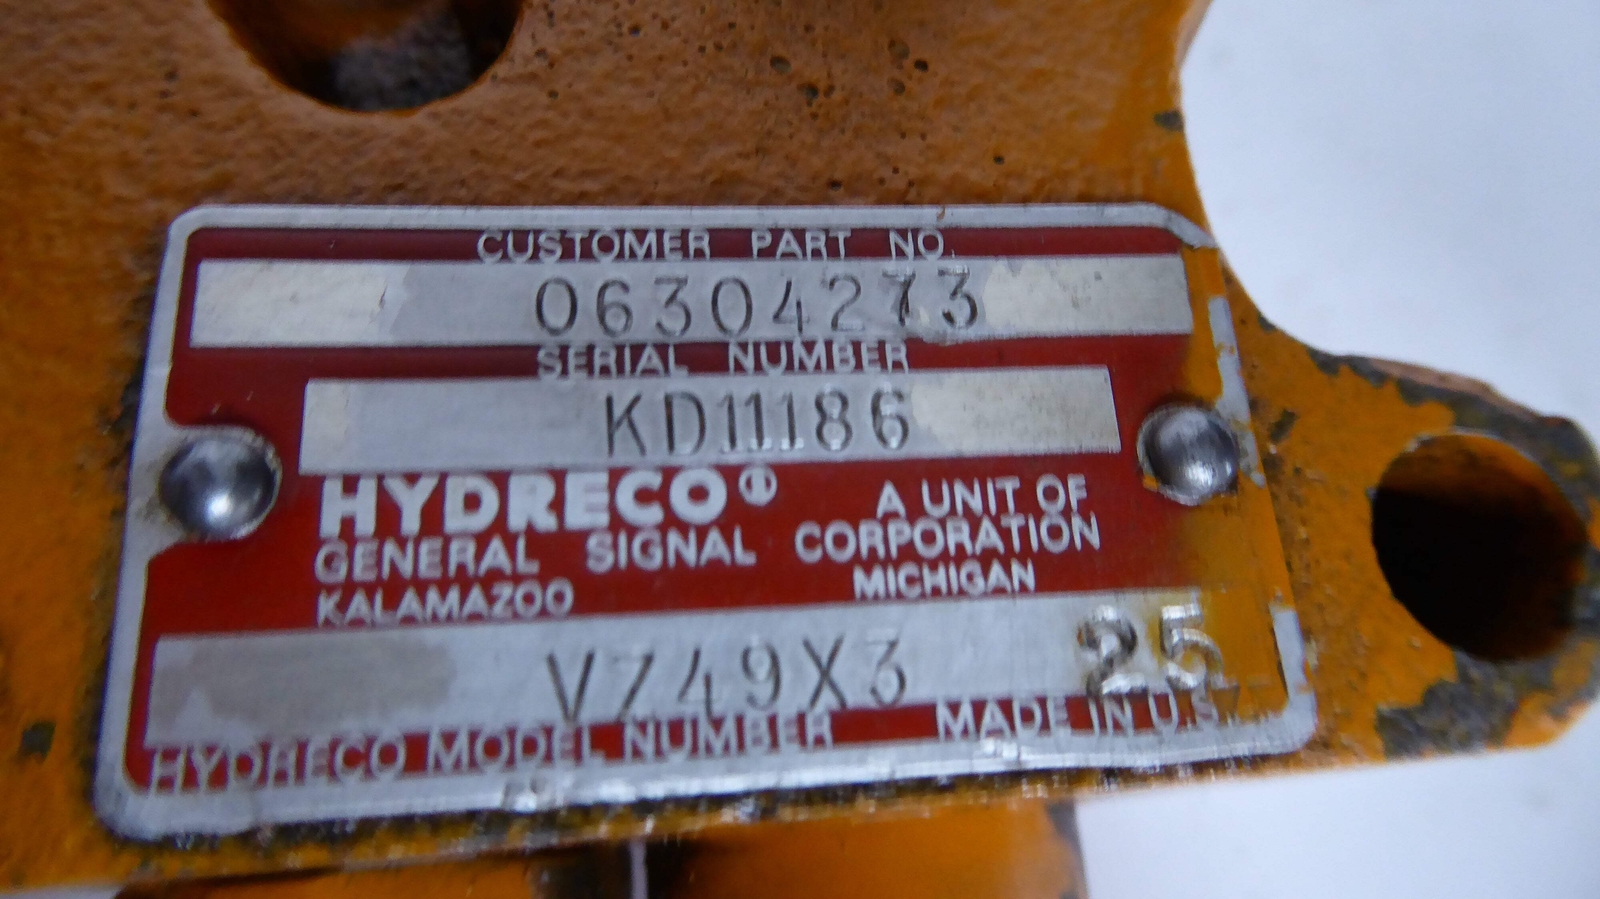 CUSTOMER PART NO.
06304273
SERIAL NUMBER
KD11186
HYDRECO® A UNIT OF
GENERAL SIGNAL CORPORATION
KALAMAZOO MICHIGAN
VZ49X3 25
HYDRECO MODEL NUMBER MADE IN U.S.